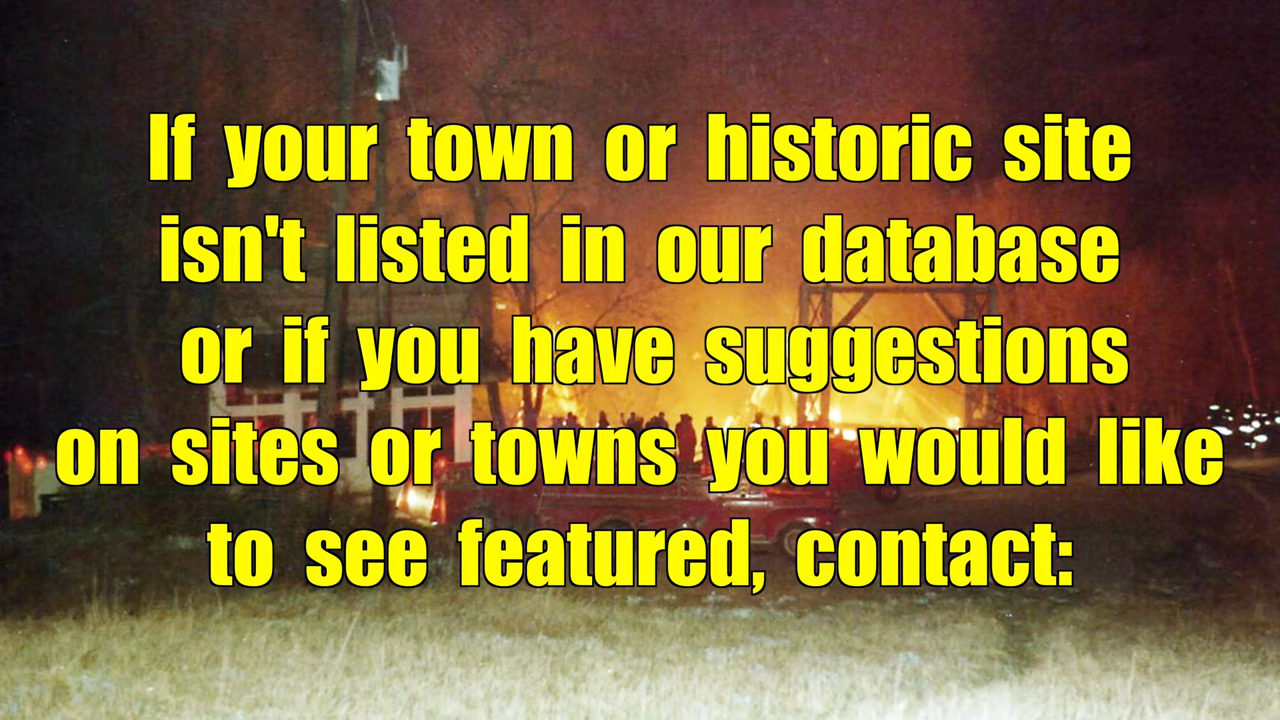 If your town or historic site
isn't listed in our database
or if you have suggestions
on sites or towns you would like
to see featured, contact: